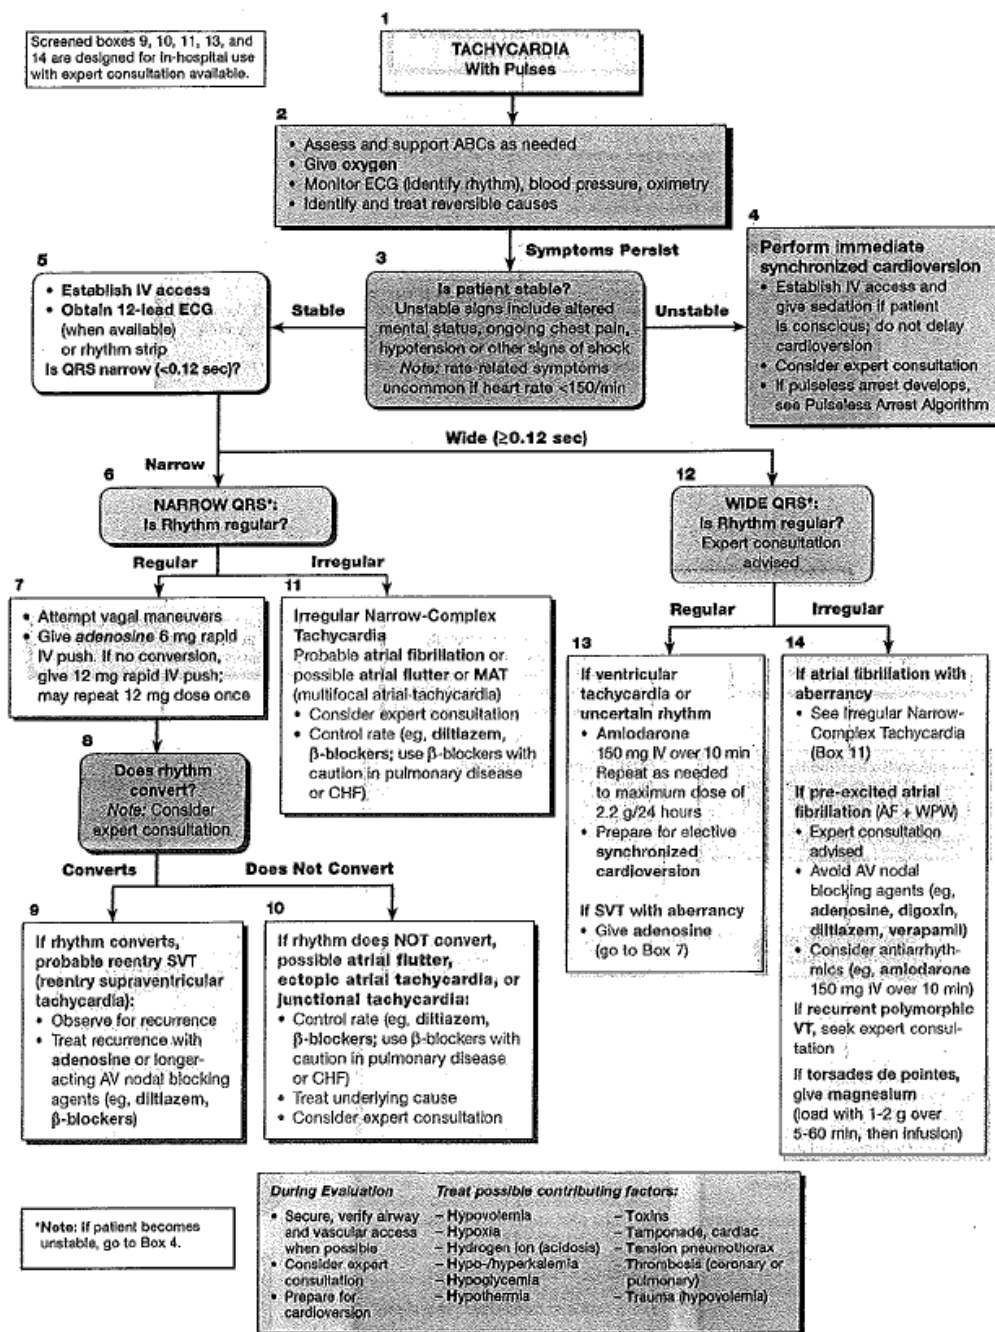 Screened boxes 9, 10, 11, 13, and
14 are designed for in-hospital use
with expert consultation available.
1
TACHYCARDIA
With Pulses
2
• Assess and support ABCs as needed
• Give oxygen
• Monitor ECG (identify rhythm), blood pressure, oximetry
• Identify and treat reversible causes
Symptoms Persist
3
Is patient stable?
Unstable signs include altered
mental status, ongoing chest pain,
hypotension or other signs of shock
Note: rate-related symptoms
uncommon if heart rate <150/min
Stable
Unstable
4
Perform immediate
synchronized cardioversion
• Establish IV access and
give sedation if patient
is conscious; do not delay
cardioversion
• Consider expert consultation
• If pulseless arrest develops,
see Pulseless Arrest Algorithm
5
• Establish IV access
• Obtain 12-lead ECG
(when available)
or rhythm strip
Is QRS narrow (<0.12 sec)?
Narrow
Wide (≥0.12 sec)
6
NARROW QRS*:
Is Rhythm regular?
Regular
Irregular
7
• Attempt vagal maneuvers
• Give adenosine 6 mg rapid
IV push. If no conversion,
give 12 mg rapid IV push;
may repeat 12 mg dose once
11
Irregular Narrow-Complex
Tachycardia
Probable atrial fibrillation or
possible atrial flutter or MAT
(multifocal atrial tachycardia)
• Consider expert consultation
• Control rate (eg, diltiazem,
β-blockers; use β-blockers with
caution in pulmonary disease
or CHF)
8
Does rhythm
convert?
Note: Consider
expert consultation
Converts
Does Not Convert
9
If rhythm converts,
probable reentry SVT
(reentry supraventricular
tachycardia):
• Observe for recurrence
• Treat recurrence with
adenosine or longer-
acting AV nodal blocking
agents (eg, diltiazem,
β-blockers)
10
If rhythm does NOT convert,
possible atrial flutter,
ectopic atrial tachycardia, or
junctional tachycardia:
• Control rate (eg, diltiazem,
β-blockers; use β-blockers with
caution in pulmonary disease
or CHF)
• Treat underlying cause
• Consider expert consultation
12
WIDE QRS*:
Is Rhythm regular?
Expert consultation
advised
Regular
Irregular
13
If ventricular
tachycardia or
uncertain rhythm
• Amiodarone
150 mg IV over 10 min
Repeat as needed
to maximum dose of
2.2 g/24 hours
• Prepare for elective
synchronized
cardioversion
If SVT with aberrancy
• Give adenosine
(go to Box 7)
14
If atrial fibrillation with
aberrancy
• See Irregular Narrow-
Complex Tachycardia
(Box 11)
If pre-excited atrial
fibrillation (AF + WPW)
• Expert consultation
advised
• Avoid AV nodal
blocking agents (eg,
adenosine, digoxin,
diltiazem, verapamil)
• Consider antiarrhyth-
mics (eg, amiodarone
150 mg IV over 10 min)
If recurrent polymorphic
VT, seek expert consul-
tation
If torsades de pointes,
give magnesium
(load with 1-2 g over
5-60 min, then infusion)
*Note: If patient becomes
unstable, go to Box 4.
During Evaluation
• Secure, verify airway
and vascular access
when possible
• Consider expert
consultation
• Prepare for
cardioversion
Treat possible contributing factors:
– Hypovolemia
– Hypoxia
– Hydrogen ion (acidosis)
– Hypo-/hyperkalemia
– Hypoglycemia
– Hypothermia
– Toxins
– Tamponade, cardiac
– Tension pneumothorax
– Thrombosis (coronary or
pulmonary)
– Trauma (hypovolemia)